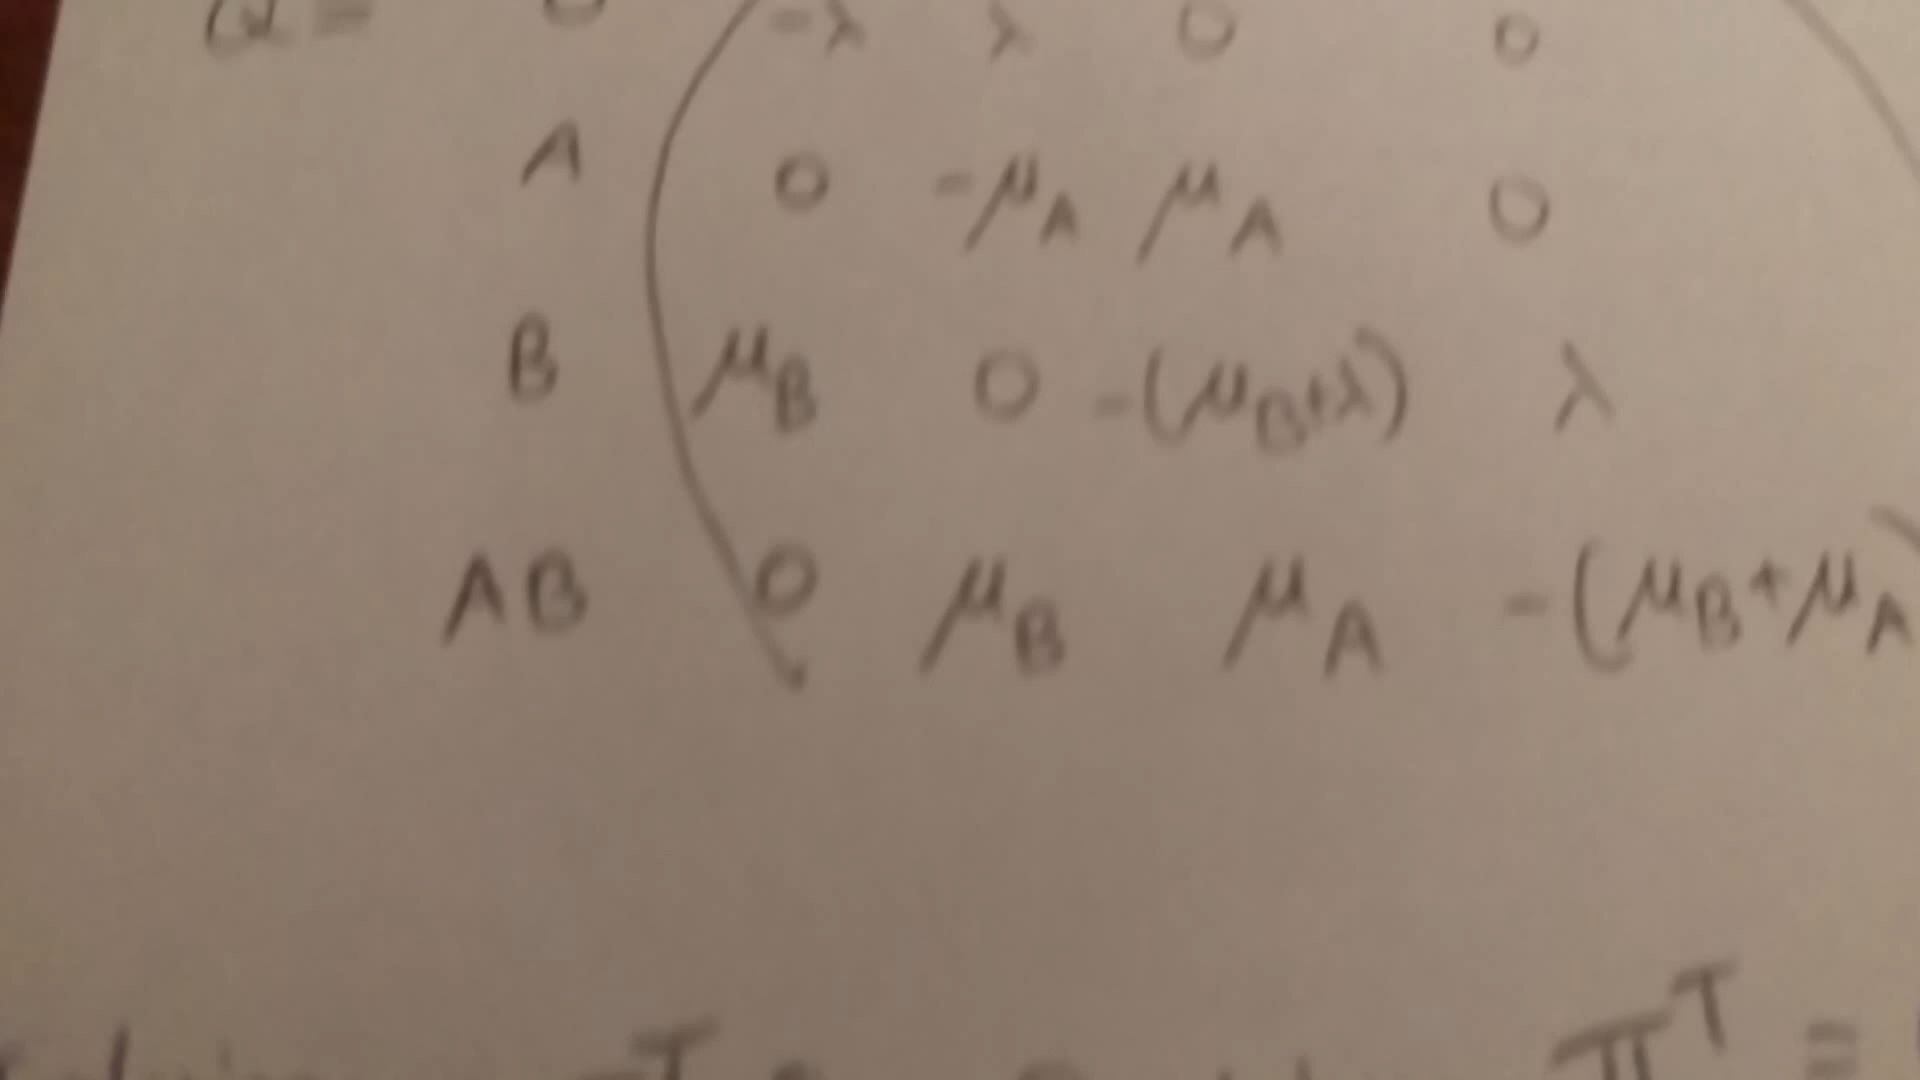 Q = 0 -λ λ 0 0
A 0 -μA μA 0
B μB 0 -(μB+λ) λ
AB 0 μB μA -(μB+μA)
πT =